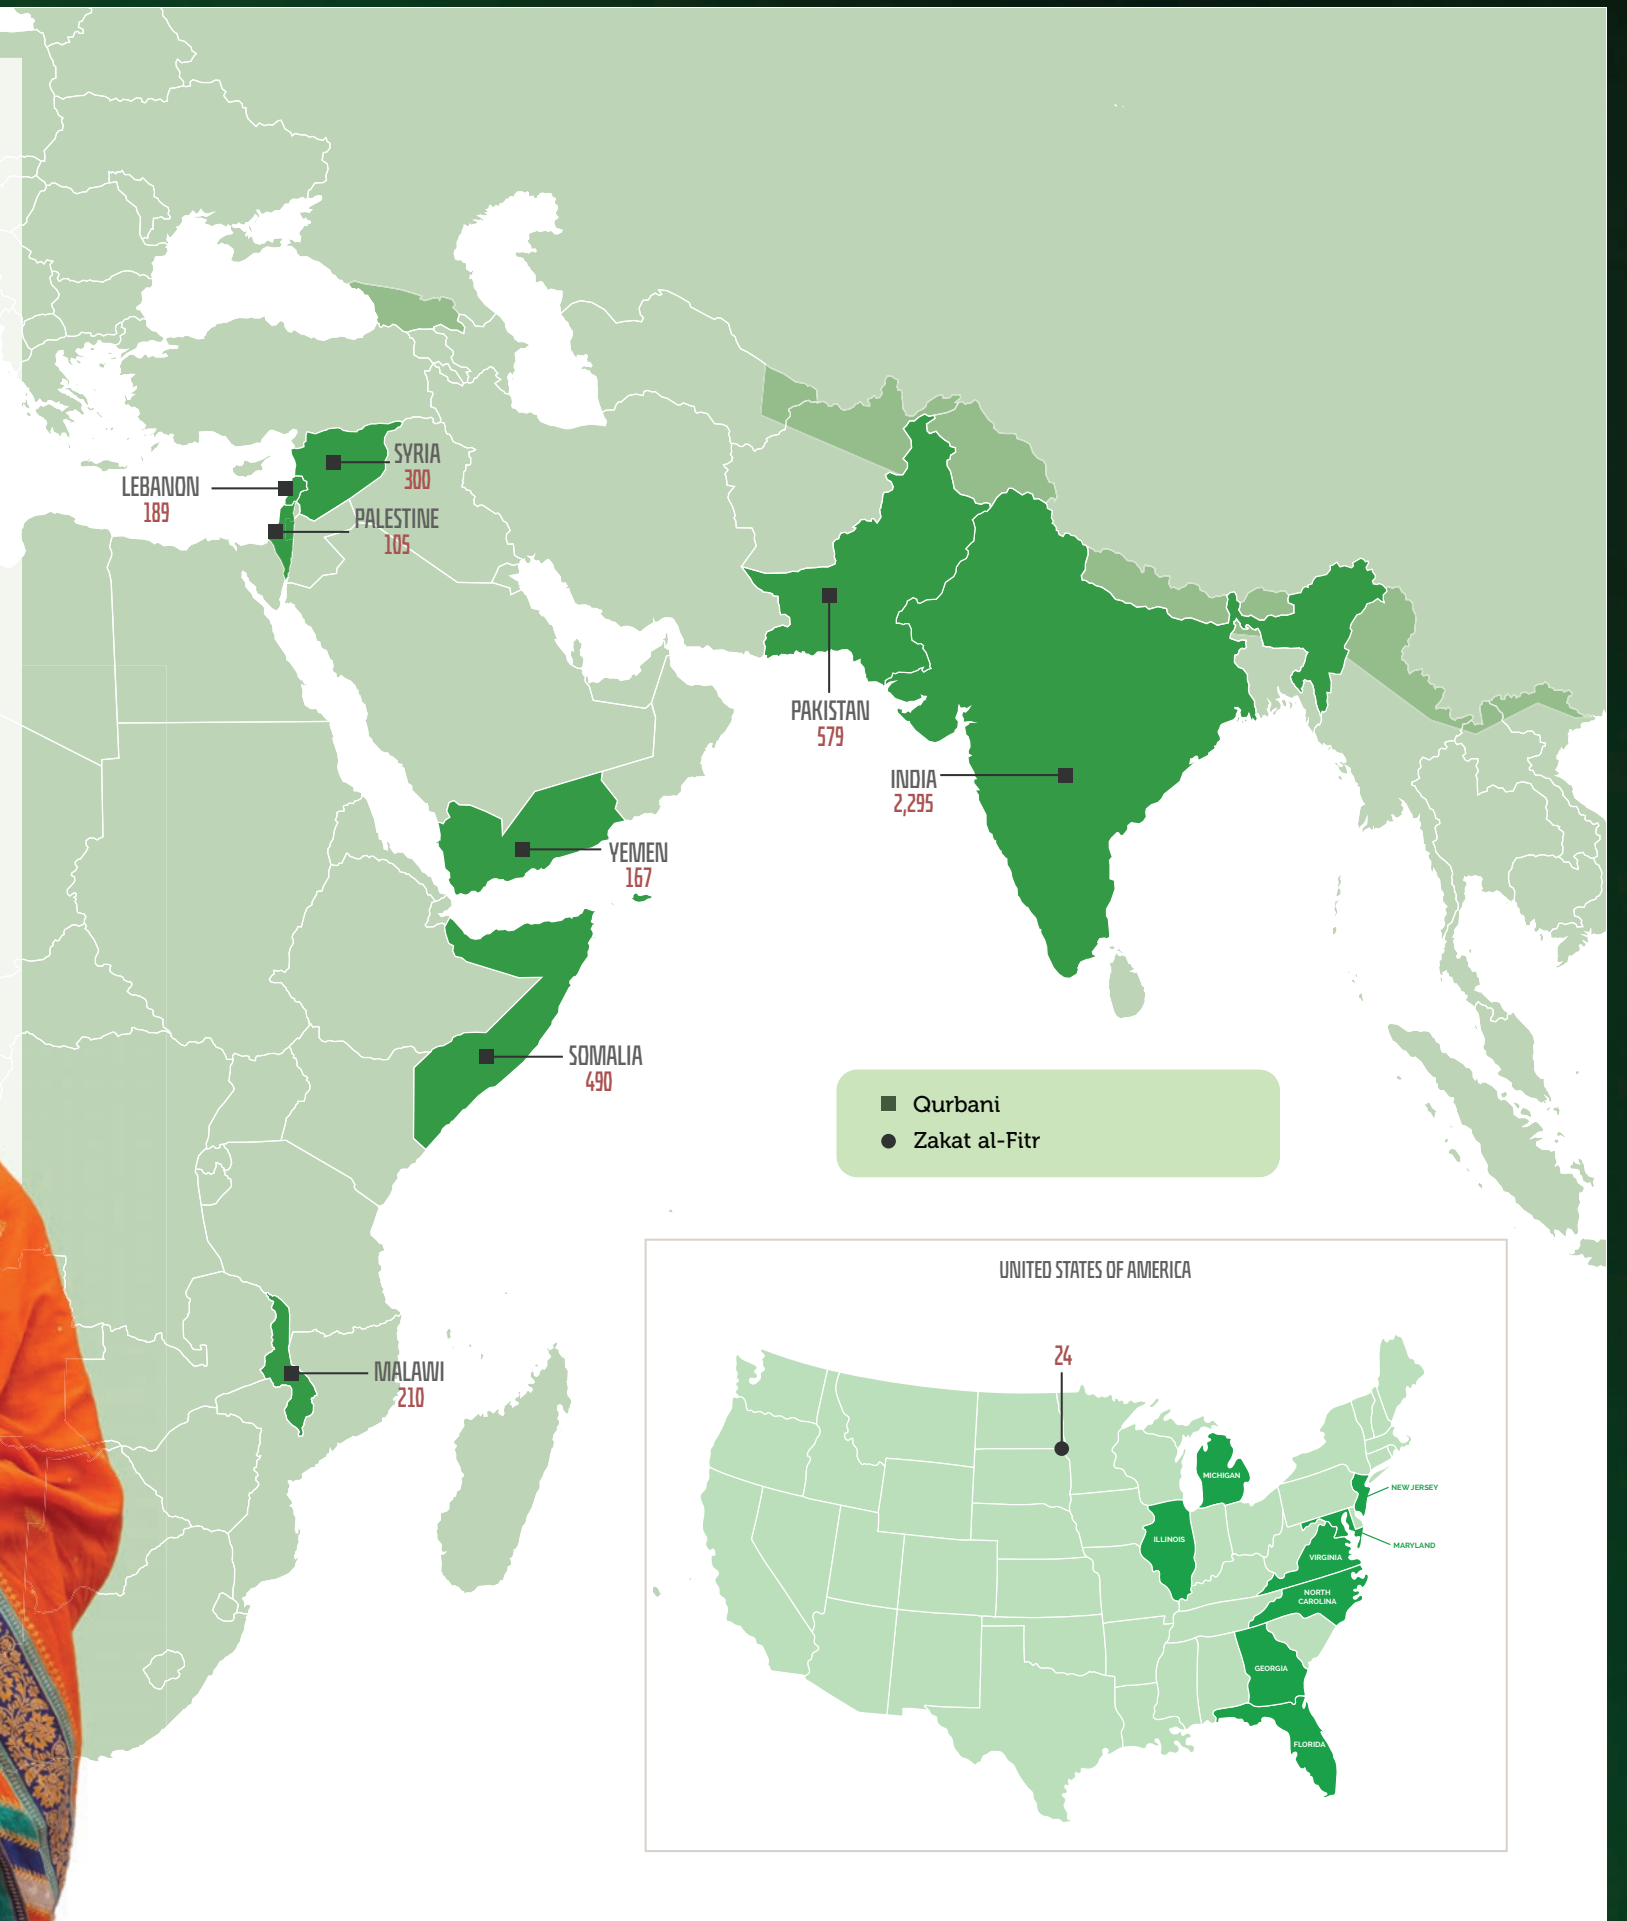 SYRIA
300
LEBANON
189
PALESTINE
105
PAKISTAN
579
INDIA
2,295
YEMEN
167
SOMALIA
490
Qurbani
Zakat al-Fitr
MALAWI
210
UNITED STATES OF AMERICA
24
MICHIGAN
NEW JERSEY
ILLINOIS
MARYLAND
VIRGINIA
NORTH
CAROLINA
GEORGIA
FLORIDA